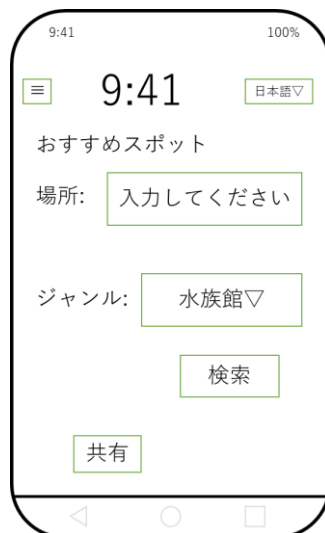 9:41 100%
≡ 9:41 日本語▽
おすすめスポット
場所: 入力してください
ジャンル: 水族館▽
検索
共有